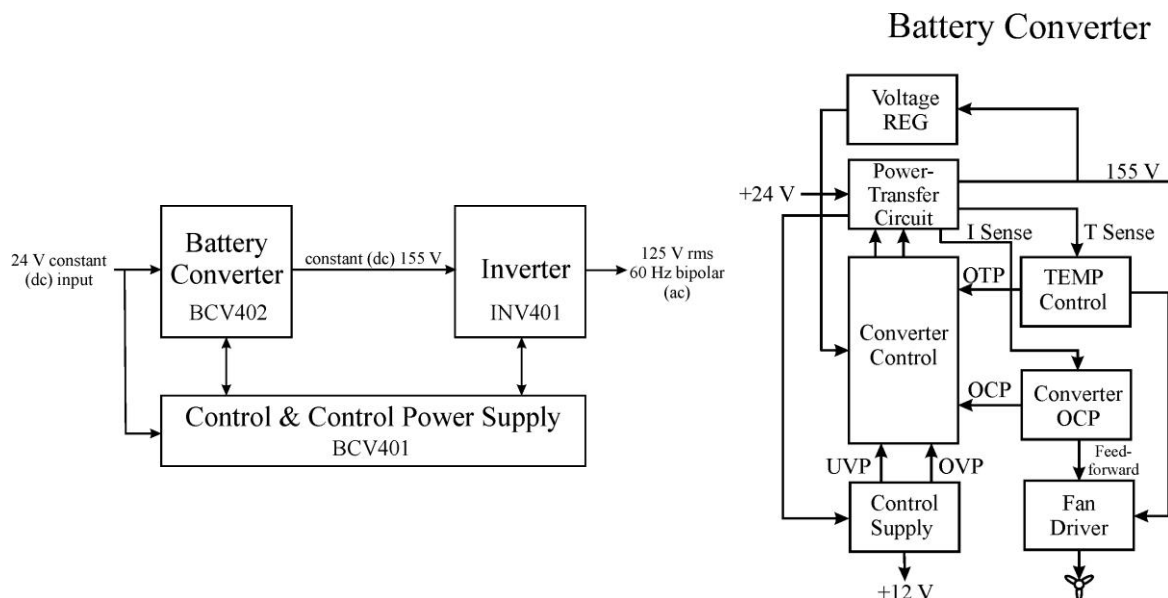 24 V constant
(dc) input
Battery
Converter
BCV402
constant (dc) 155 V
Inverter
INV401
125 V rms
60 Hz bipolar
(ac)
Control & Control Power Supply
BCV401
Battery Converter
Voltage
REG
+24 V
Power-
Transfer
Circuit
155 V
I Sense
T Sense
OTP
TEMP
Control
Converter
Control
OCP
Converter
OCP
UVP
OVP
Feed-
forward
Control
Supply
Fan
Driver
+12 V